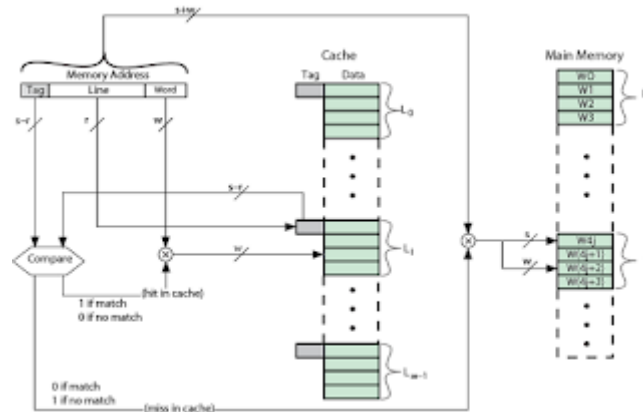 s+w
Cache
Main Memory
Memory Address
Tag
Data
Tag
Line
Word
W0
W1
W2
W3
L0
s–r
r
w
s–r
s
W4j
W(4j+1)
W(4j+2)
W(4j+3)
w
w
Li
Compare
(hit in cache)
1 if match
0 if no match
0 if match
1 if no match
(miss in cache)
Lm–1